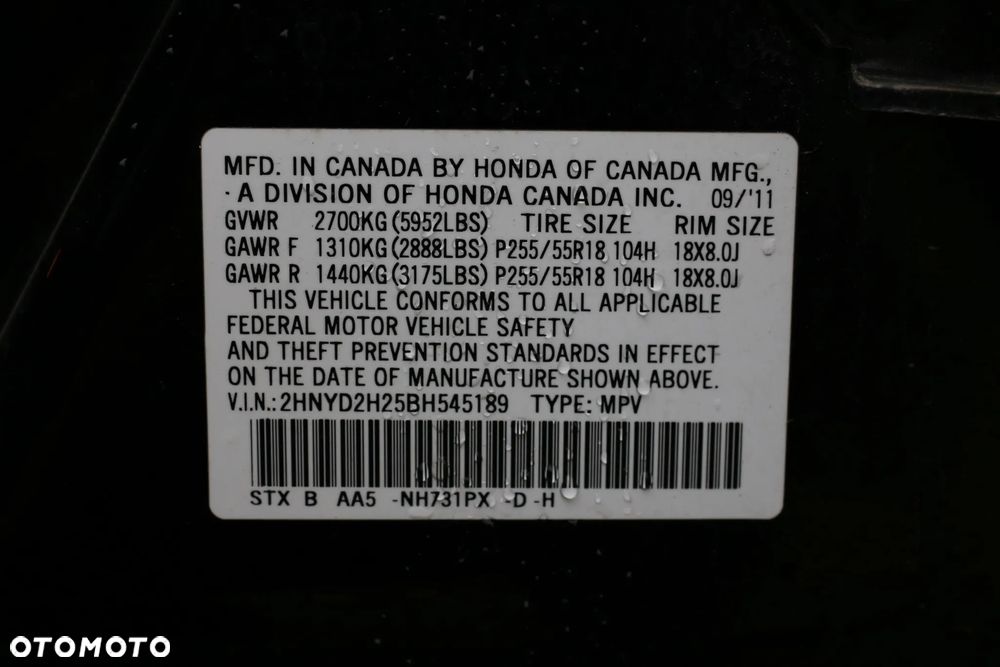 MFD. IN CANADA BY HONDA OF CANADA MFG.,
A DIVISION OF HONDA CANADA INC. 09/'11
GVWR 2700KG(5952LBS) TIRE SIZE RIM SIZE
GAWR F 1310KG(2888LBS) P255/55R18 104H 18X8.0J
GAWR R 1440KG(3175LBS) P255/55R18 104H 18X8.0J
THIS VEHICLE CONFORMS TO ALL APPLICABLE
FEDERAL MOTOR VEHICLE SAFETY
AND THEFT PREVENTION STANDARDS IN EFFECT
ON THE DATE OF MANUFACTURE SHOWN ABOVE.
V.I.N.:2HNYD2H25BH545189 TYPE: MPV
STX B AA5 -NH731PX -D -H
OTOMOTO